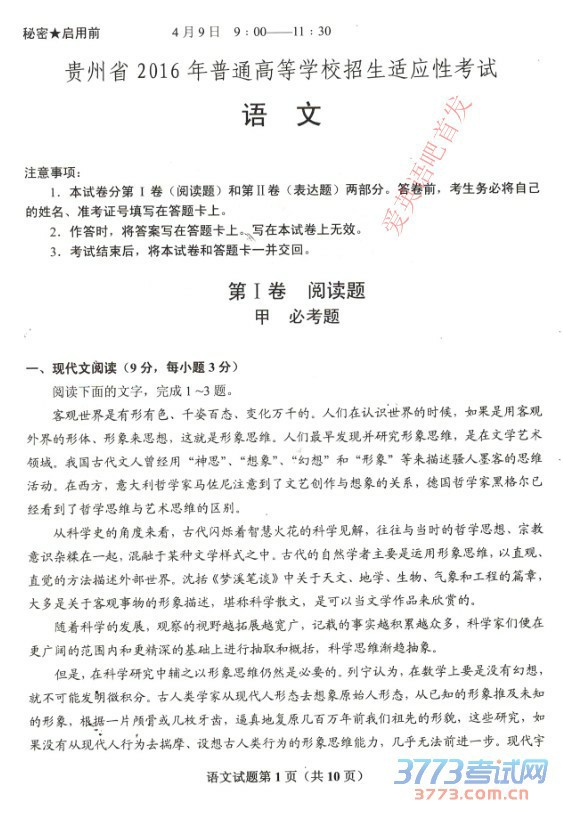 秘密★启用前
4月9日 9:00——11:30
贵州省2016年普通高等学校招生适应性考试
语 文
爱英语吧首发
注意事项:
1. 本试卷分第Ⅰ卷(阅读题)和第Ⅱ卷(表达题)两部分。答卷前,考生务必将自己
的姓名、准考证号填写在答题卡上。
2. 作答时,将答案写在答题卡上。写在本试卷上无效。
3. 考试结束后,将本试卷和答题卡一并交回。
第Ⅰ卷 阅读题
甲 必考题
一、现代文阅读(9分,每小题3分)
阅读下面的文字,完成1~3题。
客观世界是有形有色、千姿百态、变化万千的。人们在认识世界的时候,如果是用客观
外界的形体、形象来思想,这就是形象思维。人们最早发现并研究形象思维,是在文学艺术
领域。我国古代文人曾经用“神思”、“想象”、“幻想”和“形象”等来描述骚人墨客的思维
活动。在西方,意大利哲学家马佐尼注意到了文艺创作与想象的关系,德国哲学家黑格尔已
经看到了哲学思维与艺术思维的区别。
从科学史的角度来看,古代闪烁着智慧火花的科学见解,往往与当时的哲学思想、宗教
意识杂糅在一起,混融于某种文学样式之中。古代的自然学者主要是运用形象思维,以直观、
直觉的方法描述外部世界。沈括《梦溪笔谈》中关于天文、地学、生物、气象和工程的篇章,
大多是关于客观事物的形象描述,堪称科学散文,是可以当文学作品来欣赏的。
随着科学的发展,观察的视野越拓展越宽广,记载的事实越积累越众多,科学家们便在
更广阔的范围内和更精深的基础上进行抽取和概括,科学思维渐趋抽象。
但是,在科学研究中辅之以形象思维仍然是必要的。列宁认为,在数学上要是没有幻想,
就不可能发明微积分。古人类学家从现代人形态去想象原始人形态,从已知的形象推及未知
的形象,根据一片颅骨或几枚牙齿,逼真地复原几百万年前我们祖先的形貌,这些研究,如
果没有从现代人行为去揣摩、设想古人类行为的形象思维能力,几乎无法前进一步。现代宇
语文试题第1页(共10页)
3773考试网
3773.com.cn